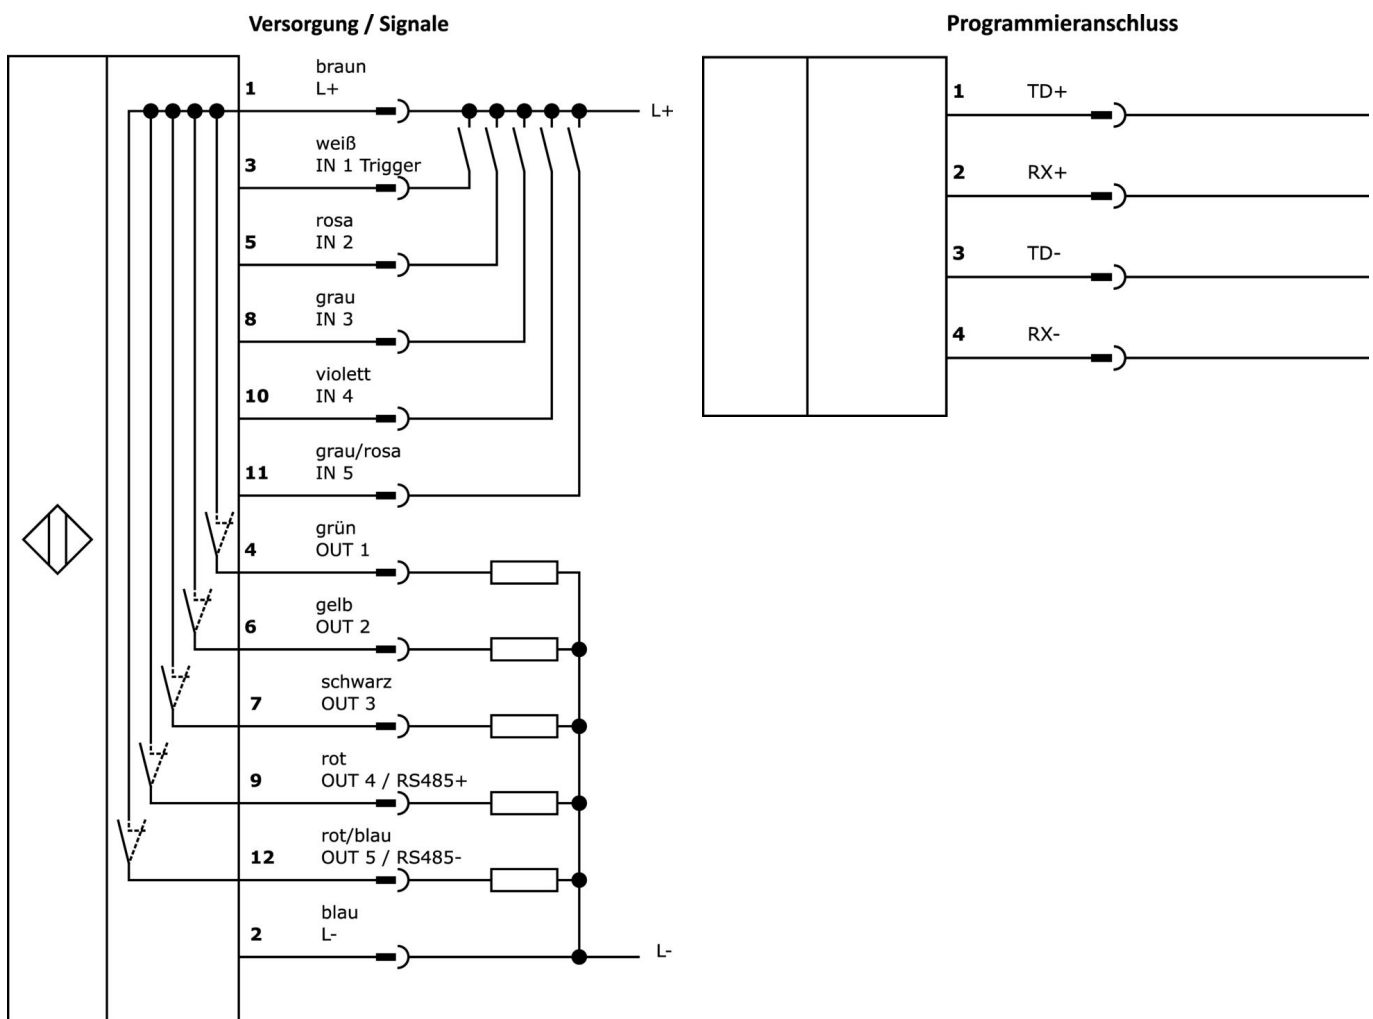 Versorgung / Signale
1
braun
L+
L+
3
weiß
IN 1 Trigger
5
rosa
IN 2
8
grau
IN 3
10
violett
IN 4
11
grau/rosa
IN 5
4
grün
OUT 1
6
gelb
OUT 2
7
schwarz
OUT 3
9
rot
OUT 4 / RS485+
12
rot/blau
OUT 5 / RS485-
2
blau
L-
L-
Programmieranschluss
1 TD+
2 RX+
3 TD-
4 RX-